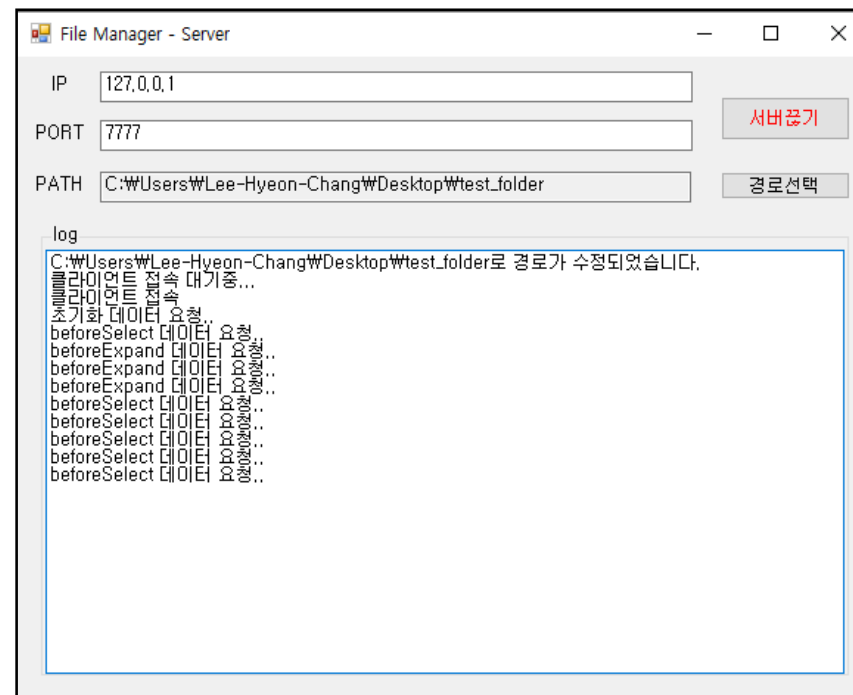 File Manager - Server
IP 127,0,0,1
서버끊기
PORT 7777
PATH C:₩Users₩Lee-Hyeon-Chang₩Desktop₩test_folder 경로선택
log
C:₩Users₩Lee-Hyeon-Chang₩Desktop₩test_folder로 경로가 수정되었습니다.
클라이언트 접속 대기중...
클라이언트 접속
초기화 데이터 요청..
beforeSelect 데이터 요청..
beforeExpand 데이터 요청..
beforeExpand 데이터 요청..
beforeExpand 데이터 요청..
beforeSelect 데이터 요청..
beforeSelect 데이터 요청..
beforeSelect 데이터 요청..
beforeSelect 데이터 요청..
beforeSelect 데이터 요청..